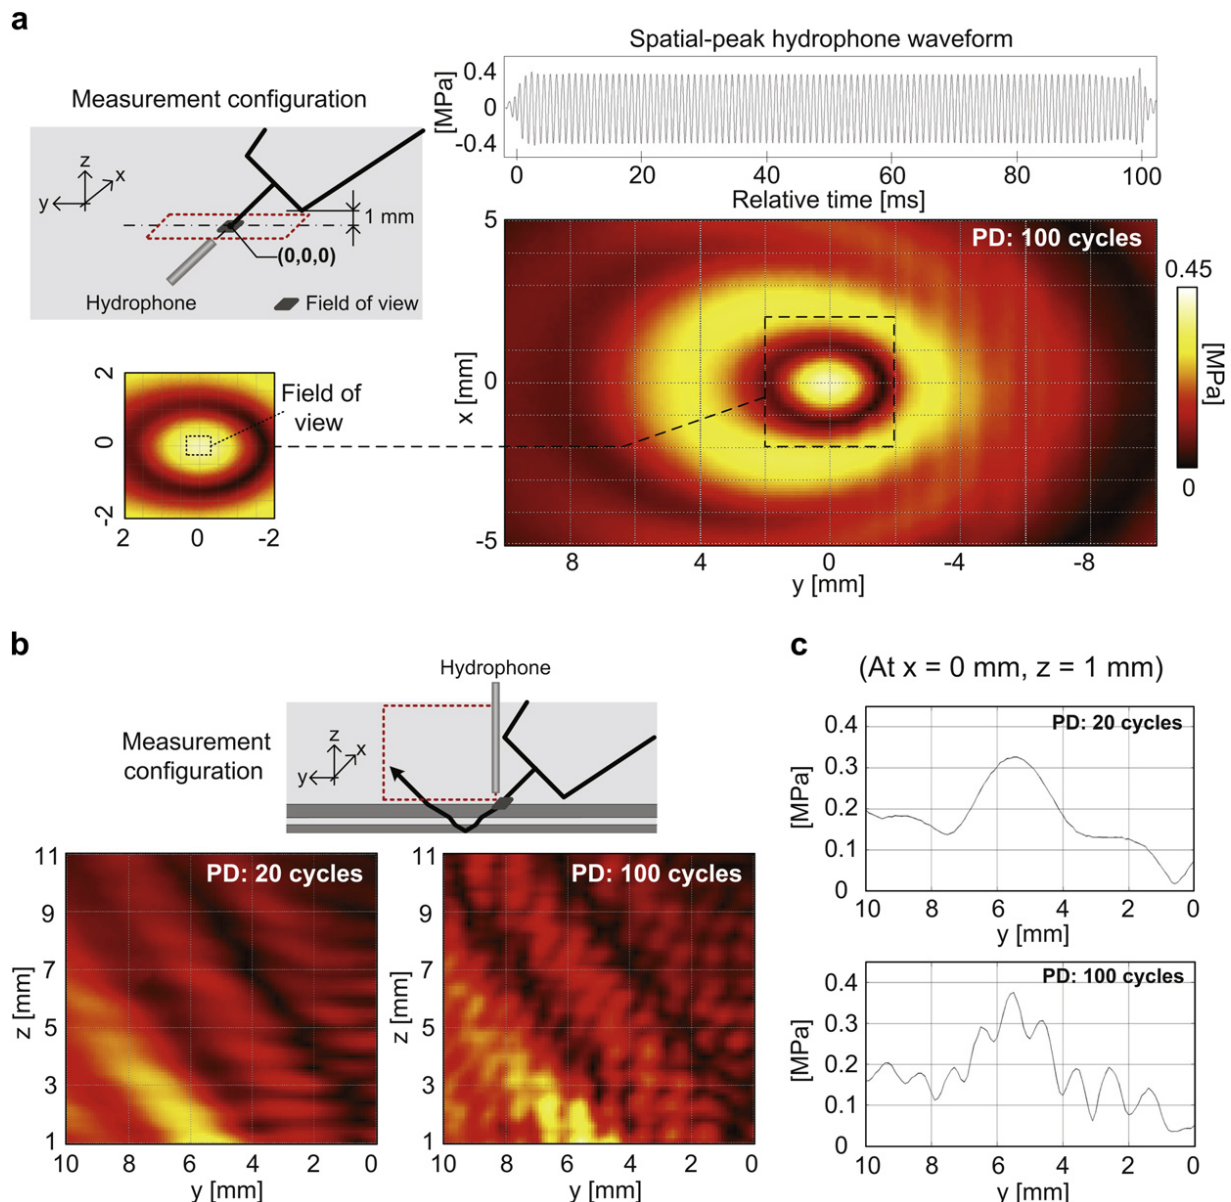 a
Spatial-peak hydrophone waveform
[MPa]
0.4
0
-0.4
0
20
40
60
80
100
Relative time [ms]
Measurement configuration
z
x
y
1 mm
(0,0,0)
Hydrophone
Field of view
PD: 100 cycles
5
0
-5
x [mm]
8
4
0
-4
-8
y [mm]
0.45
[MPa]
0
2
0
-2
2
0
-2
Field of
view
b
Hydrophone
Measurement
configuration
z
x
y
PD: 20 cycles
11
9
7
5
3
1
z [mm]
10
8
6
4
2
0
y [mm]
PD: 100 cycles
11
9
7
5
3
1
z [mm]
10
8
6
4
2
0
y [mm]
c
(At x = 0 mm, z = 1 mm)
PD: 20 cycles
0.4
0.3
0.2
0.1
0
[MPa]
10
8
6
4
2
0
y [mm]
PD: 100 cycles
0.4
0.3
0.2
0.1
0
[MPa]
10
8
6
4
2
0
y [mm]